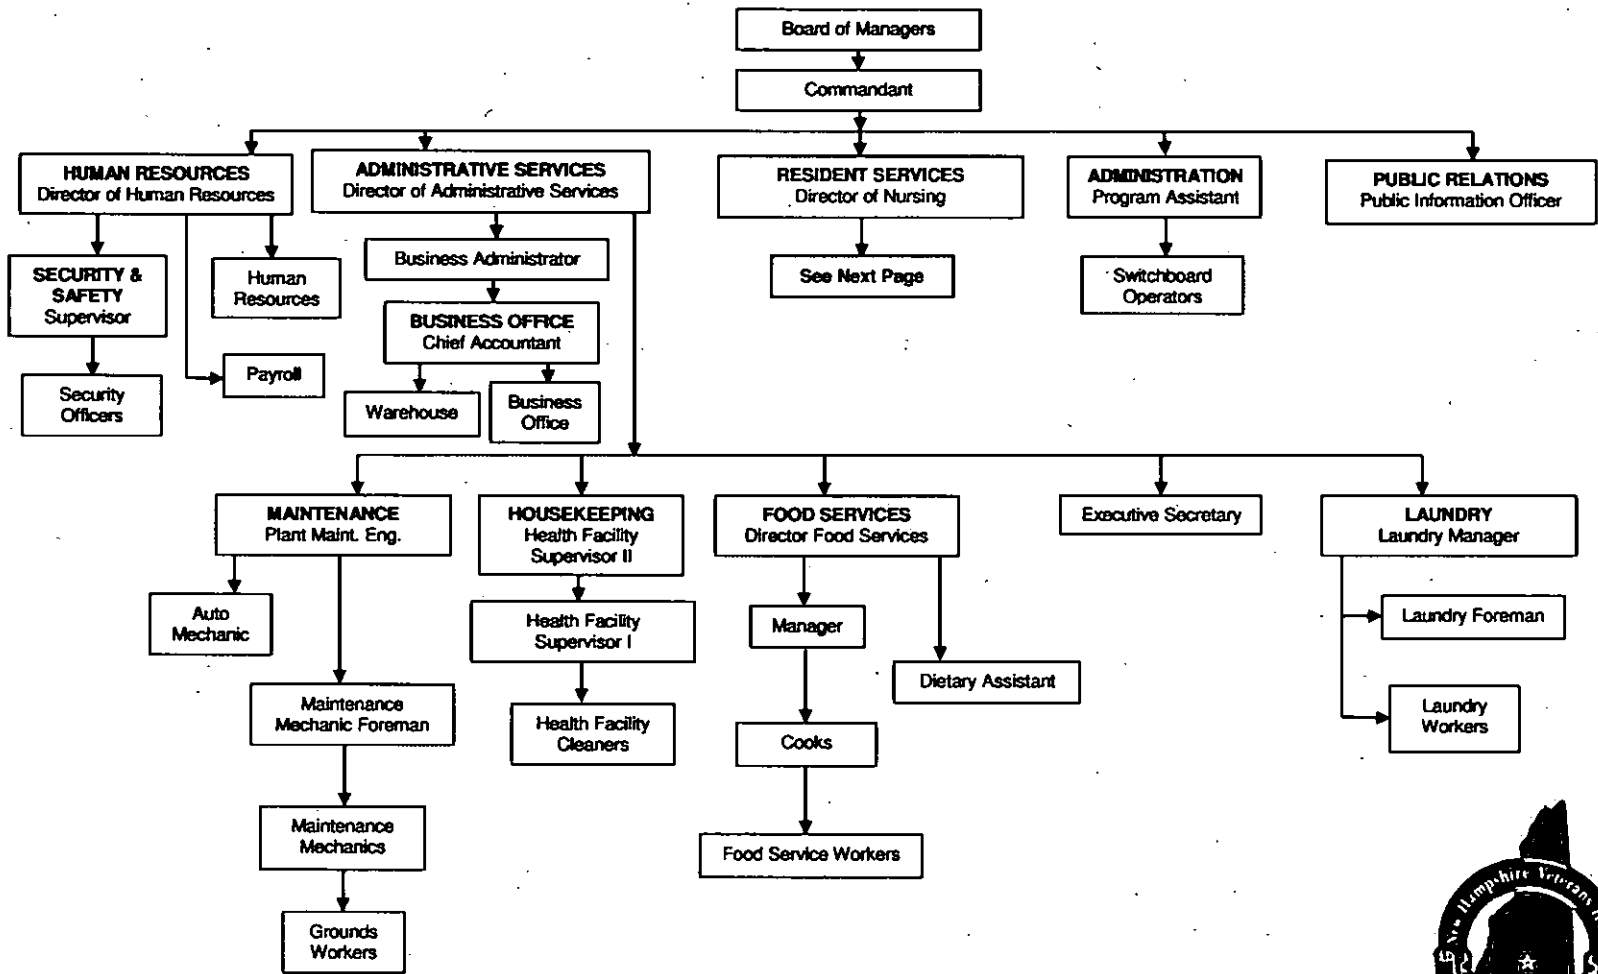 Board of Managers
Commandant
HUMAN RESOURCES
Director of Human Resources
ADMINISTRATIVE SERVICES
Director of Administrative Services
RESIDENT SERVICES
Director of Nursing
ADMINISTRATION
Program Assistant
PUBLIC RELATIONS
Public Information Officer
SECURITY &
SAFETY
Supervisor
Human
Resources
Business Administrator
See Next Page
Switchboard
Operators
BUSINESS OFFICE
Chief Accountant
Payroll
Security
Officers
Warehouse
Business
Office
MAINTENANCE
Plant Maint. Eng.
HOUSEKEEPING
Health Facility
Supervisor II
FOOD SERVICES
Director Food Services
Executive Secretary
LAUNDRY
Laundry Manager
Auto
Mechanic
Health Facility
Supervisor I
Manager
Laundry Foreman
Dietary Assistant
Maintenance
Mechanic Foreman
Health Facility
Cleaners
Cooks
Laundry
Workers
Maintenance
Mechanics
Food Service Workers
Grounds
Workers
New Hampshire Veterans